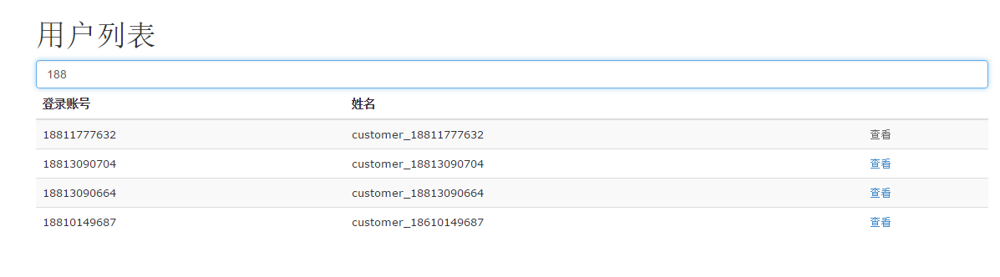 用户列表
188
登录账号 姓名
18811777632 customer_18811777632 查看
18813090704 customer_18813090704 查看
18813090664 customer_18813090664 查看
18810149687 customer_18610149687 查看